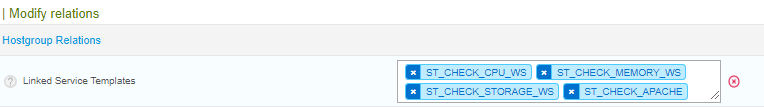 | Modify relations
Hostgroup Relations
? Linked Service Templates
× ST_CHECK_CPU_WS × ST_CHECK_MEMORY_WS
× ST_CHECK_STORAGE_WS × ST_CHECK_APACHE